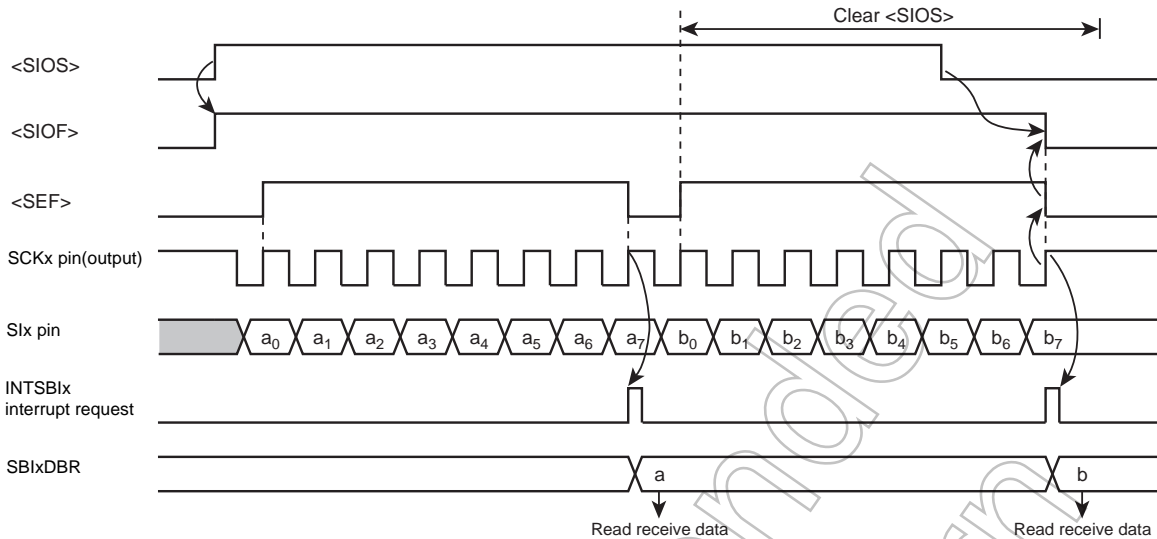 Clear <SIOS>
<SIOS>
<SIOF>
<SEF>
SCKx pin(output)
SIx pin
a0 a1 a2 a3 a4 a5 a6 a7 b0 b1 b2 b3 b4 b5 b6 b7
INTSBIx
interrupt request
SBIxDBR
a b
Read receive data Read receive data